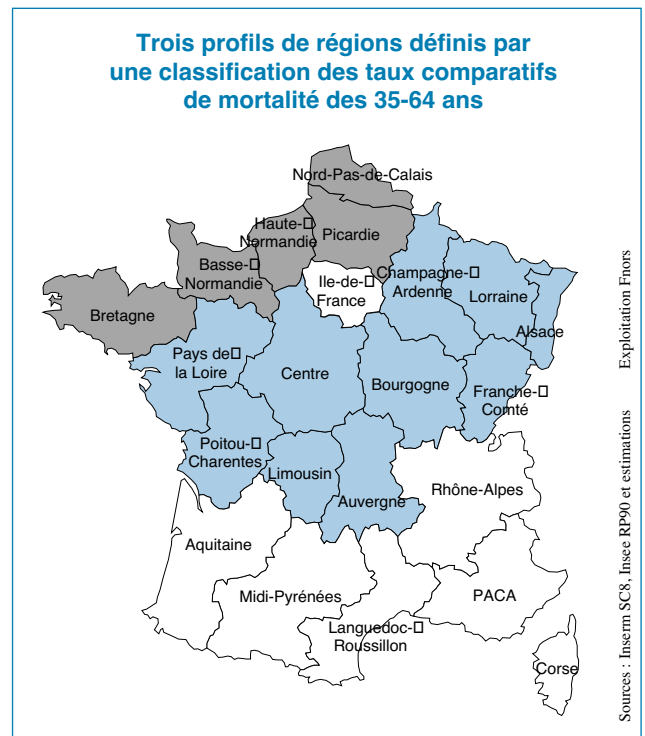 Trois profils de régions définis par
une classification des taux comparatifs
de mortalité des 35-64 ans
Nord-Pas-de-Calais
Haute-
Normandie
Picardie
Basse-
Normandie
Ile-de-
France
Champagne-
Ardenne
Lorraine
Alsace
Bretagne
Pays de
la Loire
Centre
Bourgogne
Franche-
Comté
Poitou-
Charentes
Limousin
Auvergne
Rhône-Alpes
Aquitaine
Midi-Pyrénées
PACA
Languedoc-
Roussillon
Corse
Sources : Inserm SC8, Insee RP90 et estimations Exploitation Fnors